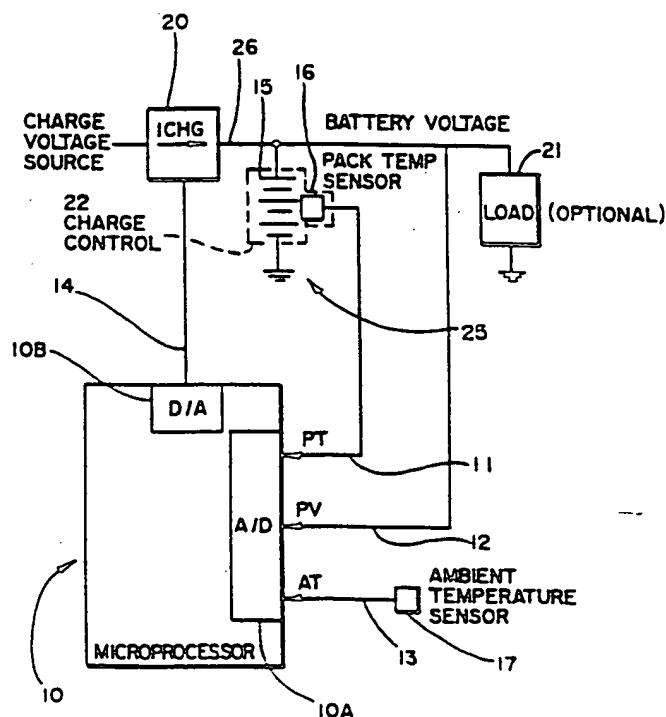 20
26
15
16
ICHG
CHARGE
VOLTAGE
SOURCE
BATTERY VOLTAGE
21
PACK TEMP
SENSOR
22
CHARGE
CONTROL
LOAD
(OPTIONAL)
14
25
10B
D/A
PT
11
A/D
PV
12
AT
AMBIENT
TEMPERATURE
SENSOR
13
17
MICROPROCESSOR
10
10A